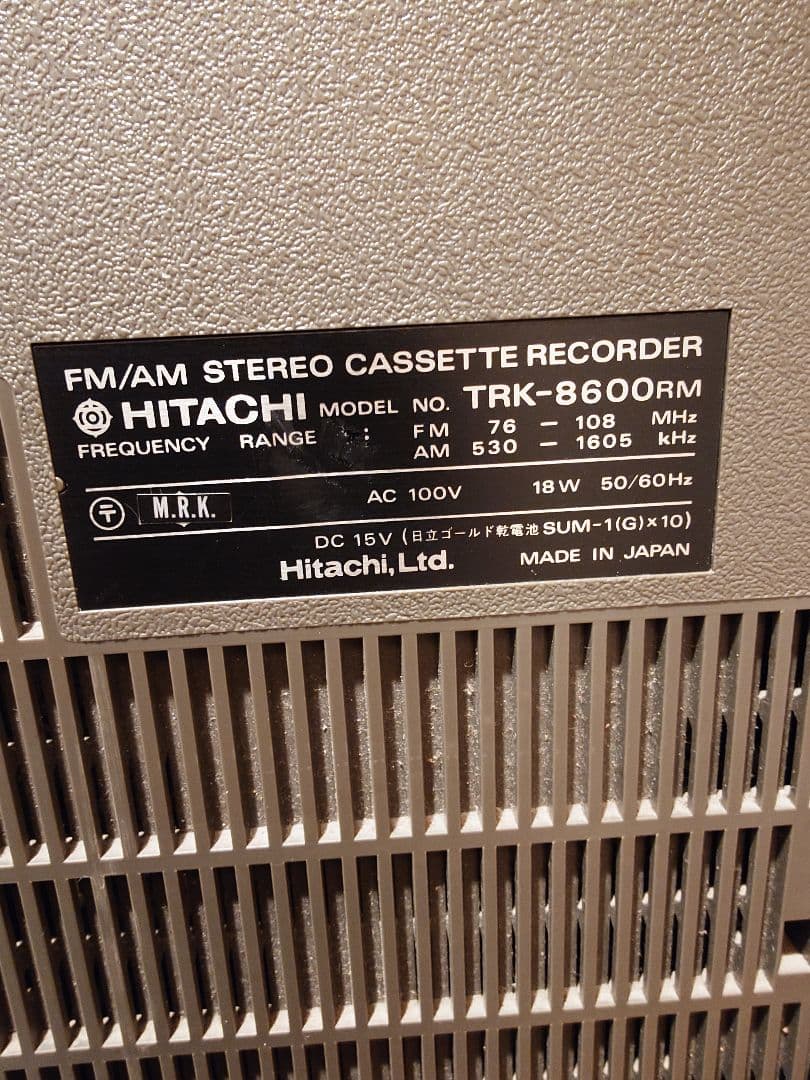 FM/AM STEREO CASSETTE RECORDER
HITACHI MODEL NO. TRK-8600RM
FREQUENCY RANGE : FM 76 - 108 MHz
AM 530 - 1605 kHz
〒 M.R.K. AC 100V 18W 50/60Hz
DC 15V (日立ゴールド乾電池 SUM-1(G)×10)
Hitachi, Ltd. MADE IN JAPAN